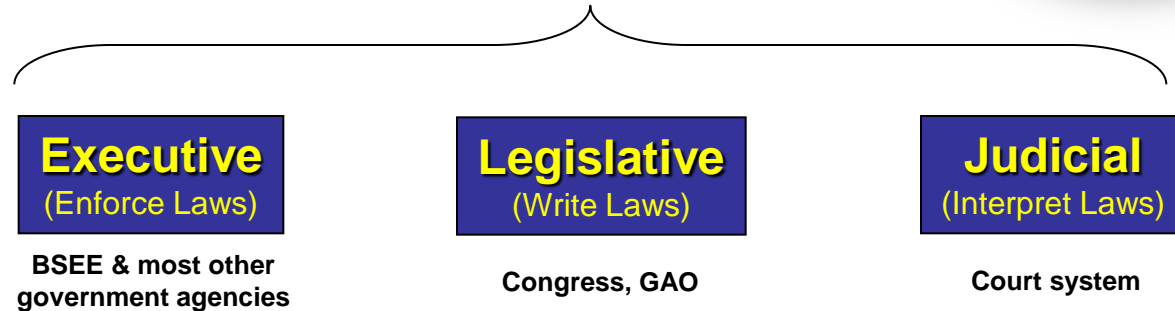 Executive
(Enforce Laws)
BSEE & most other
government agencies
Legislative
(Write Laws)
Congress, GAO
Judicial
(Interpret Laws)
Court system